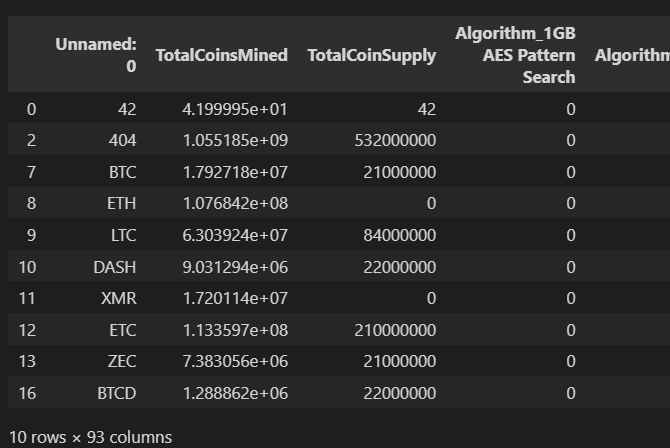 Unnamed: 0 TotalCoinsMined TotalCoinSupply Algorithm_1GB AES Pattern Search Algorithm
0 42 4.199995e+01 42 0
2 404 1.055185e+09 532000000 0
7 BTC 1.792718e+07 21000000 0
8 ETH 1.076842e+08 0 0
9 LTC 6.303924e+07 84000000 0
10 DASH 9.031294e+06 22000000 0
11 XMR 1.720114e+07 0 0
12 ETC 1.133597e+08 210000000 0
13 ZEC 7.383056e+06 21000000 0
16 BTCD 1.288862e+06 22000000 0
10 rows × 93 columns